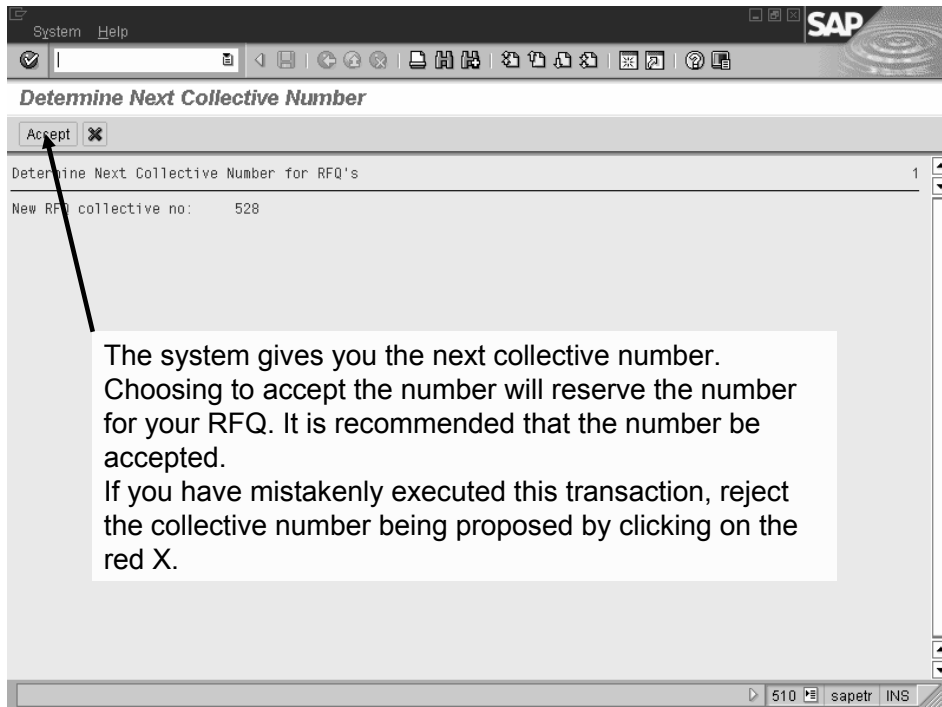 System Help
SAP
Determine Next Collective Number
Accept
Determine Next Collective Number for RFQ's 1
New RFQ collective no: 528
The system gives you the next collective number.
Choosing to accept the number will reserve the number
for your RFQ. It is recommended that the number be
accepted.
If you have mistakenly executed this transaction, reject
the collective number being proposed by clicking on the
red X.
510 sapetr INS